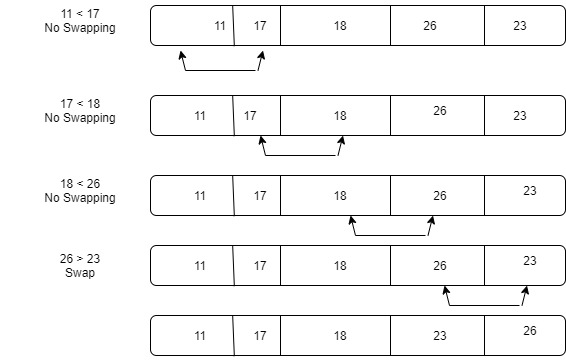 11 < 17
No Swapping
11 17 18 26 23
17 < 18
No Swapping
11 17 18 26 23
18 < 26
No Swapping
11 17 18 26 23
26 > 23
Swap
11 17 18 26 23
11 17 18 23 26